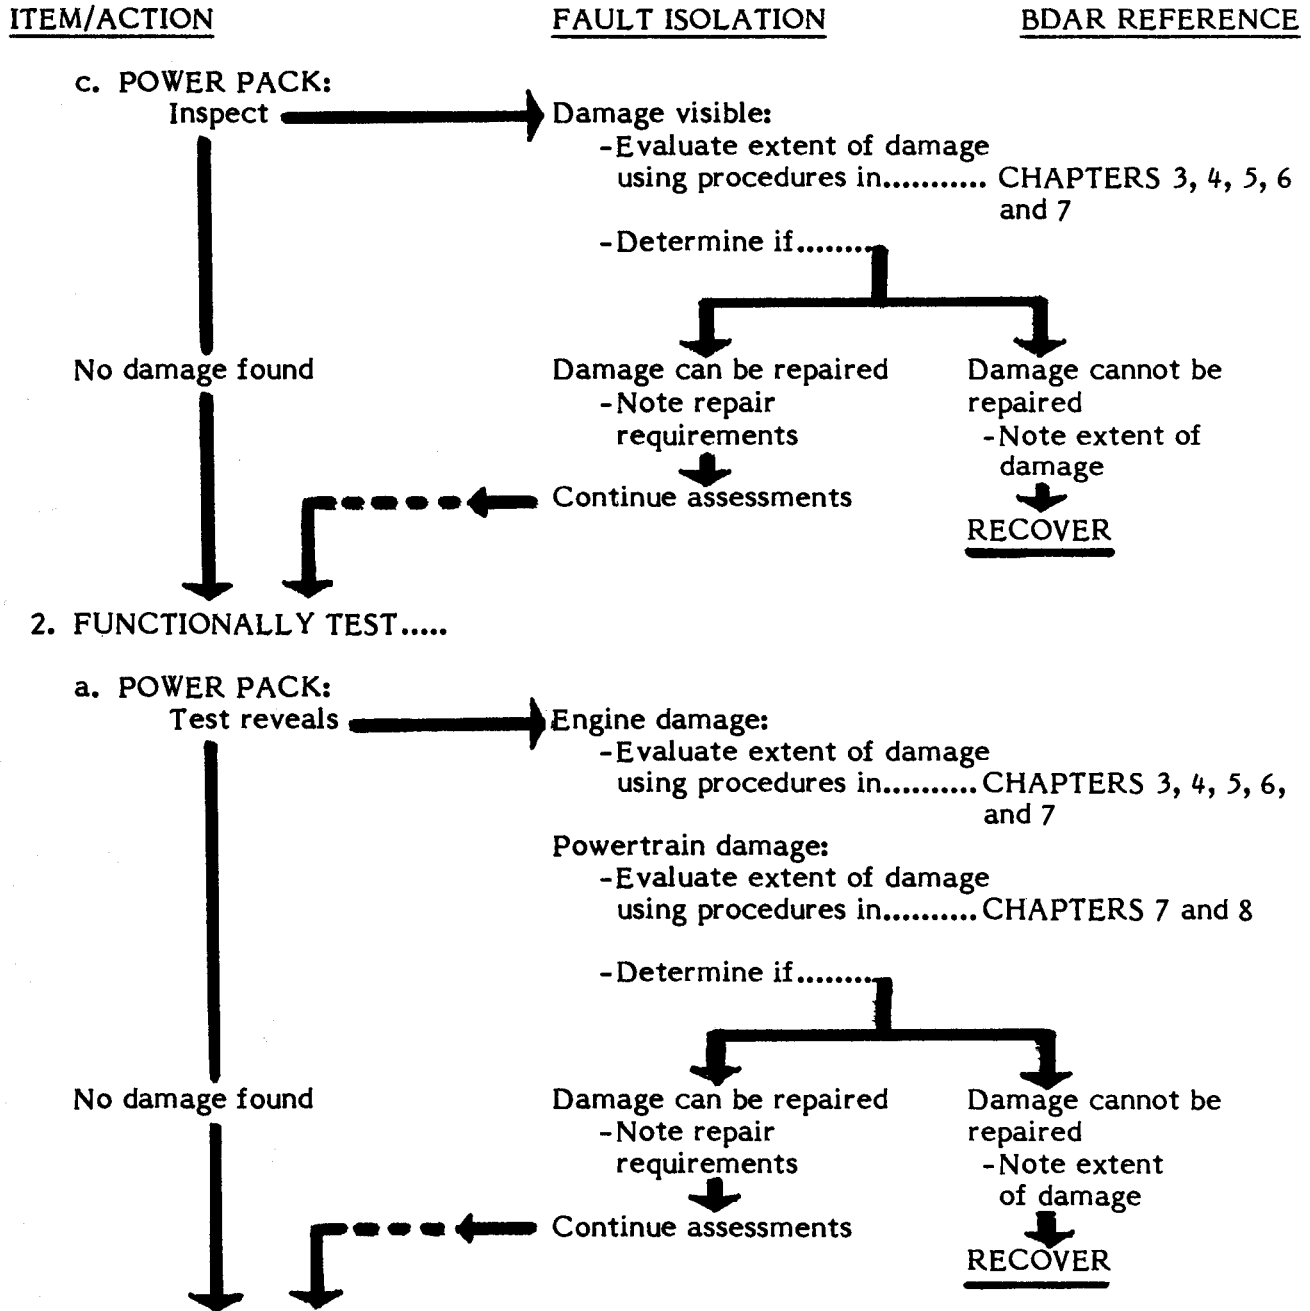 ITEM/ACTION FAULT ISOLATION BDAR REFERENCE
c. POWER PACK:
Inspect Damage visible:
-Evaluate extent of damage
using procedures in........... CHAPTERS 3, 4, 5, 6
and 7
-Determine if.........
No damage found Damage can be repaired Damage cannot be
-Note repair repaired
requirements -Note extent of
damage
Continue assessments
RECOVER
2. FUNCTIONALLY TEST.....
a. POWER PACK:
Test reveals Engine damage:
-Evaluate extent of damage
using procedures in.......... CHAPTERS 3, 4, 5, 6,
and 7
Powertrain damage:
-Evaluate extent of damage
using procedures in.......... CHAPTERS 7 and 8
-Determine if.........
No damage found Damage can be repaired Damage cannot be
-Note repair repaired
requirements -Note extent
of damage
Continue assessments
RECOVER